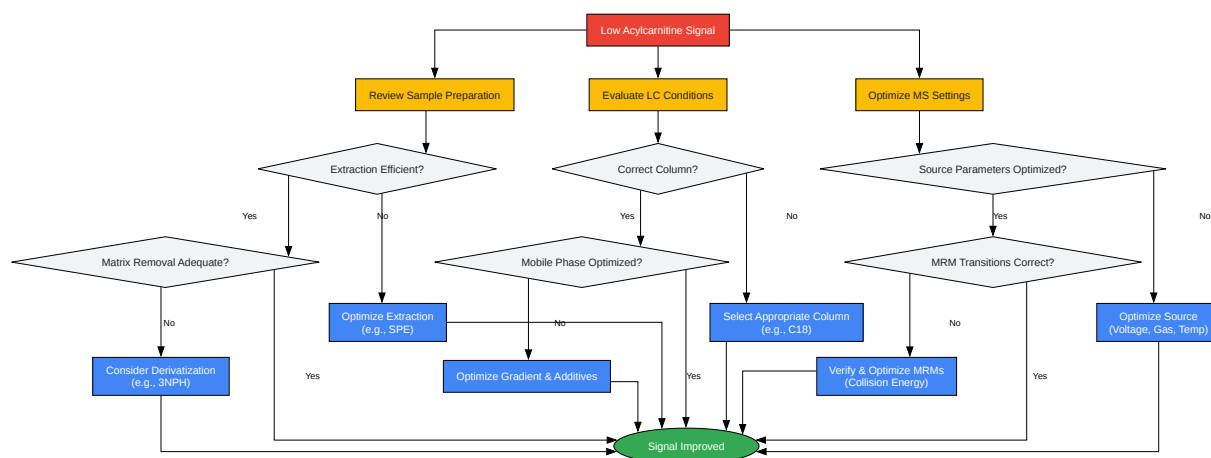 Low Acylcarnitine Signal
Review Sample Preparation
Evaluate LC Conditions
Optimize MS Settings
Extraction Efficient?
Correct Column?
Source Parameters Optimized?
Yes
No
Yes
No
Yes
No
Matrix Removal Adequate?
Mobile Phase Optimized?
MRM Transitions Correct?
Optimize Extraction
(e.g., SPE)
Select Appropriate Column
(e.g., C18)
Optimize Source
(Voltage, Gas, Temp)
No
No
No
Consider Derivatization
(e.g., 3NPH)
Yes
Optimize Gradient & Additives
Yes
Verify & Optimize MRMs
(Collision Energy)
Yes
Signal Improved